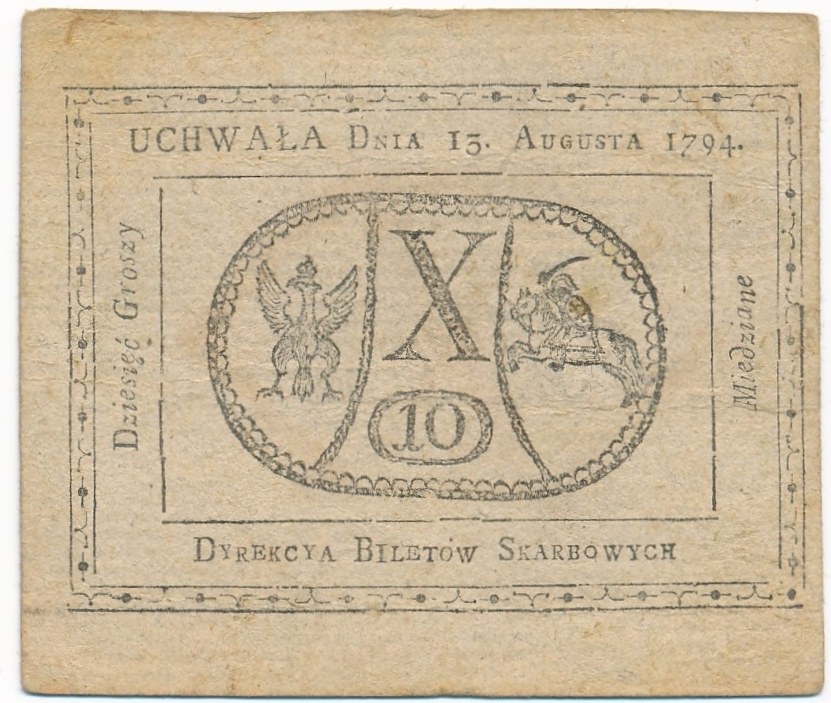 UCHWAŁA DNIA 13. AUGUSTA 1794.
Dziesięć Groszy
X
10
Miedziane
DYREKCYA BILETÓW SKARBOWYCH